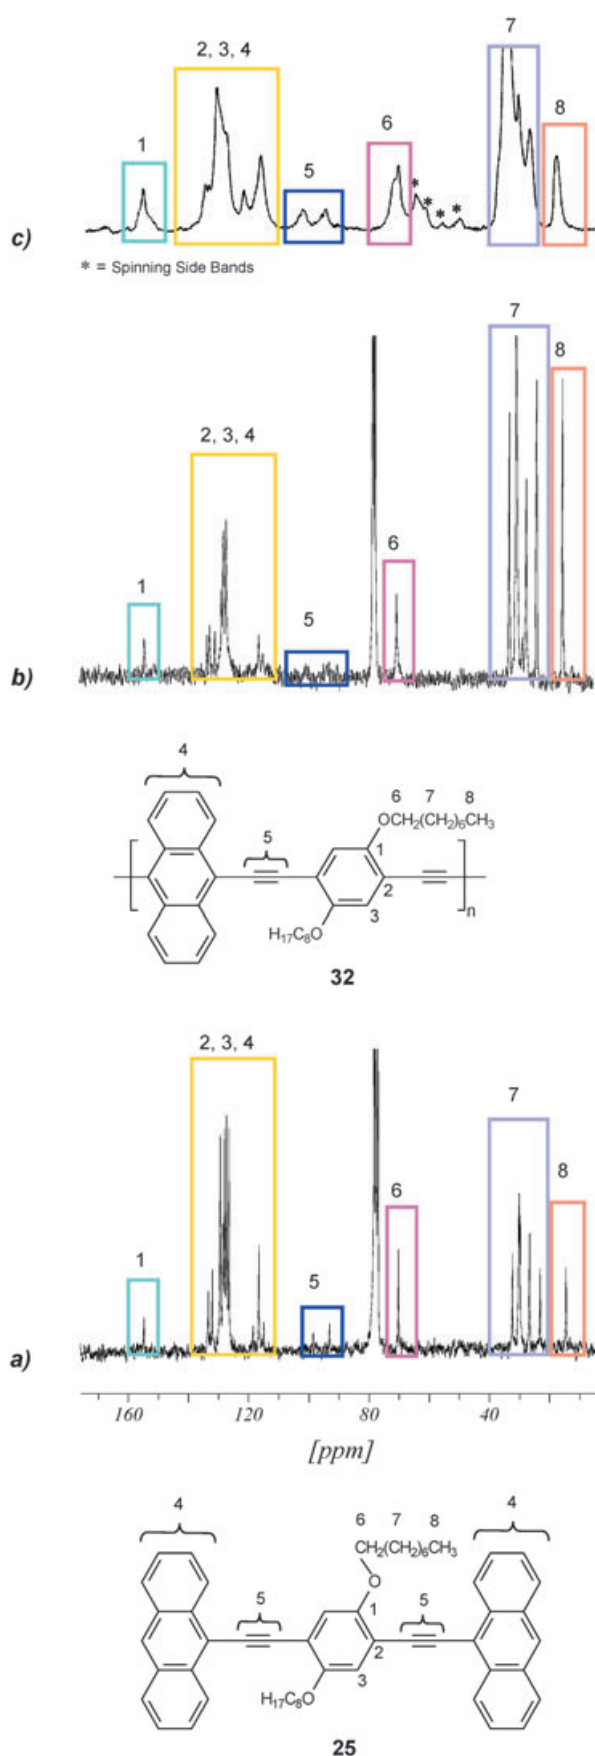 7
2, 3, 4
8
6
1
5
*
*
*
*
c)
* = Spinning Side Bands
7
8
2, 3, 4
6
1
5
b)
4
6 7 8
OCH₂(CH₂)₆CH₃
5
1
2
3
n
H₁₇C₈O
32
2, 3, 4
7
8
6
1
5
a)
160 120 80 40
[ppm]
4
6 7 8
4
CH₂(CH₂)₆CH₃
O
5
1
5
2
3
H₁₇C₈O
25